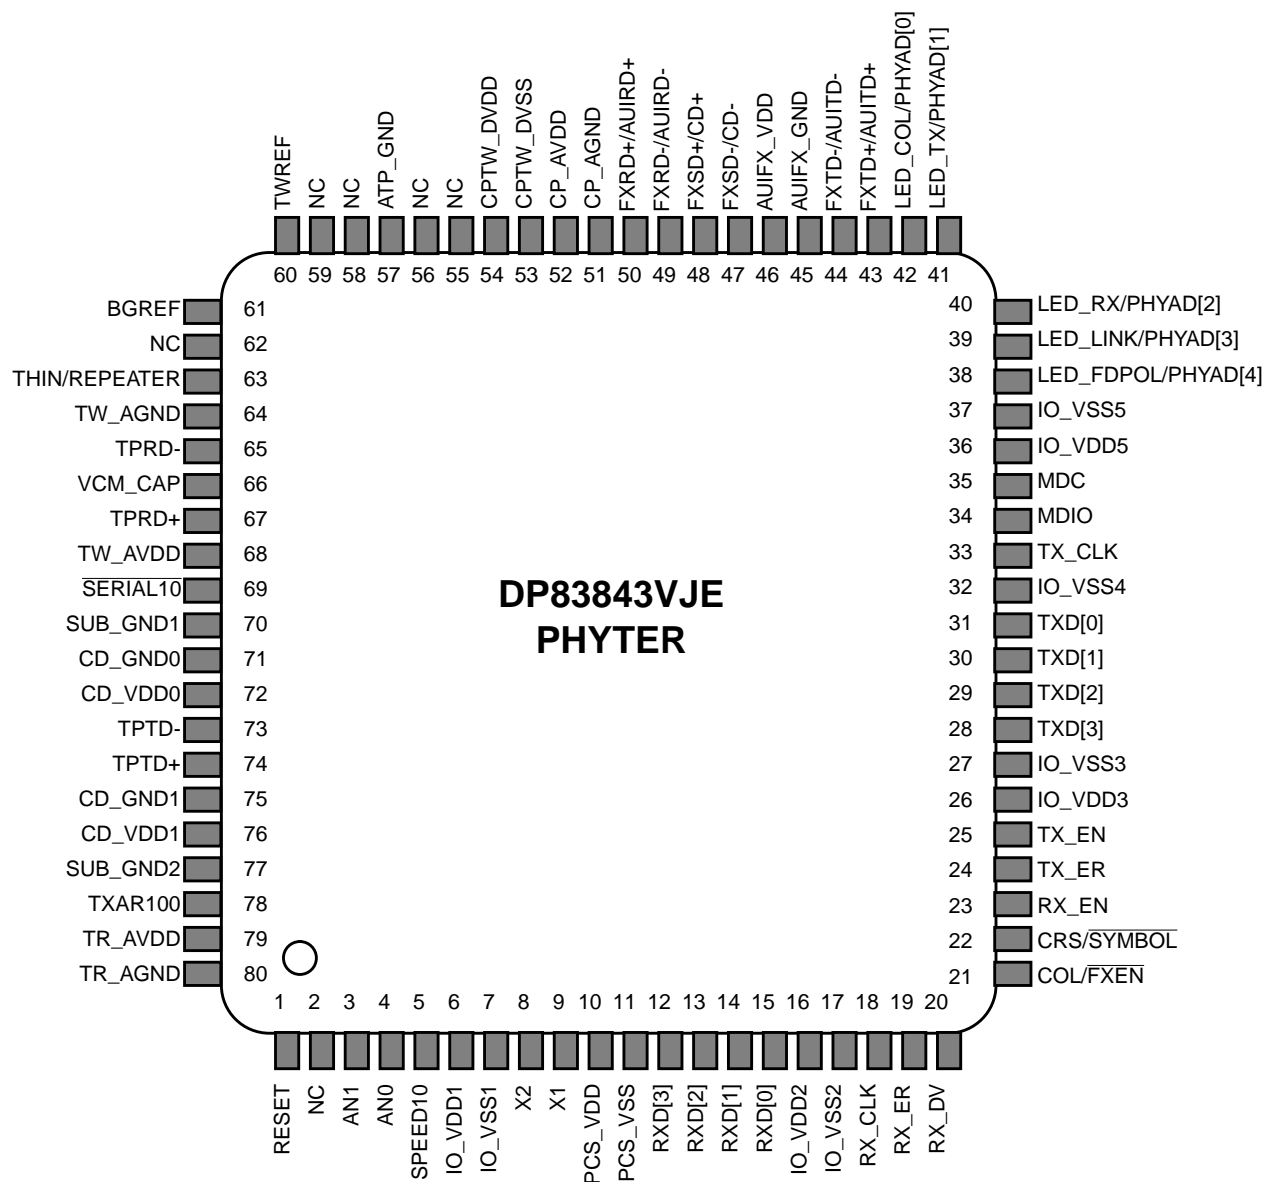 TWREF
NC
NC
ATP_GND
NC
NC
CPTW_DVDD
CPTW_DVSS
CP_AVDD
CP_AGND
FXRD+/AUIRD+
FXRD-/AUIRD-
FXSD+/CD+
FXSD-/CD-
AUIFX_VDD
AUIFX_GND
FXTD-/AUITD-
FXTD+/AUITD+
LED_COL/PHYAD[0]
LED_TX/PHYAD[1]
60 59 58 57 56 55 54 53 52 51 50 49 48 47 46 45 44 43 42 41
BGREF 61
NC 62
THIN/REPEATER 63
TW_AGND 64
TPRD- 65
VCM_CAP 66
TPRD+ 67
TW_AVDD 68
SERIAL10 69
SUB_GND1 70
CD_GND0 71
CD_VDD0 72
TPTD- 73
TPTD+ 74
CD_GND1 75
CD_VDD1 76
SUB_GND2 77
TXAR100 78
TR_AVDD 79
TR_AGND 80
DP83843VJE
PHYTER
40 LED_RX/PHYAD[2]
39 LED_LINK/PHYAD[3]
38 LED_FDPOL/PHYAD[4]
37 IO_VSS5
36 IO_VDD5
35 MDC
34 MDIO
33 TX_CLK
32 IO_VSS4
31 TXD[0]
30 TXD[1]
29 TXD[2]
28 TXD[3]
27 IO_VSS3
26 IO_VDD3
25 TX_EN
24 TX_ER
23 RX_EN
22 CRS/SYMBOL
21 COL/FXEN
1 2 3 4 5 6 7 8 9 10 11 12 13 14 15 16 17 18 19 20
RESET
NC
AN1
AN0
SPEED10
IO_VDD1
IO_VSS1
X2
X1
PCS_VDD
PCS_VSS
RXD[3]
RXD[2]
RXD[1]
RXD[0]
IO_VDD2
IO_VSS2
RX_CLK
RX_ER
RX_DV